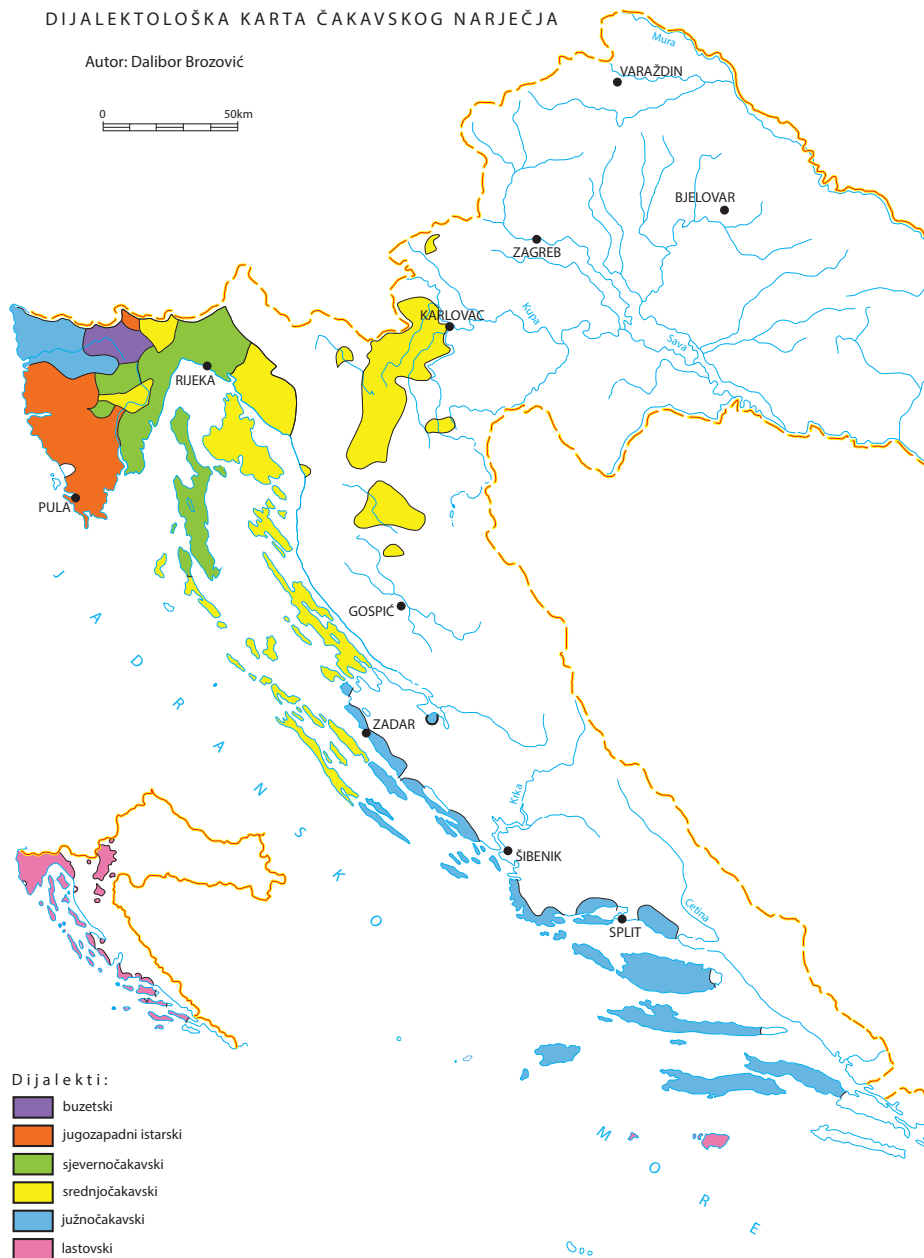 DIJALEKTOLOŠKA KARTA ČAKAVSKOG NARJEČJA
Autor: Dalibor Brozović
0 50km
Mura
VARAŽDIN
BJELOVAR
ZAGREB
KARLOVAC
Kupa
Sava
RIJEKA
PULA
GOSPIĆ
ZADAR
Krka
ŠIBENIK
Cetina
SPLIT
JADRANSKO
MORE
Dijalekti:
buzetski
jugozapadni istarski
sjevernočakavski
srednjočakavski
južnočakavski
lastovski